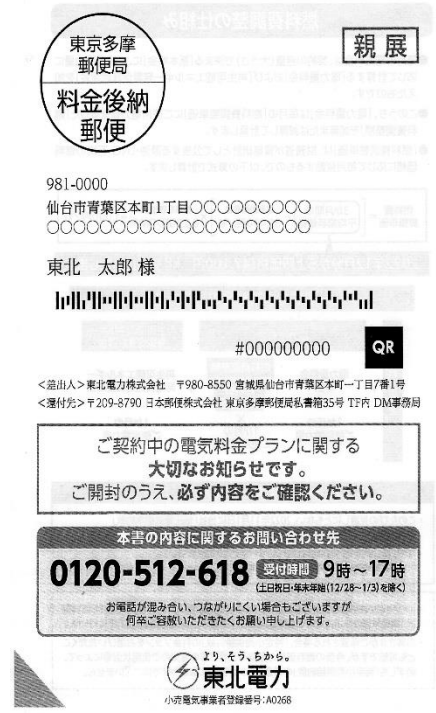 東京多摩
郵便局
料金後納
郵便
親展
981-0000
仙台市青葉区本町1丁目○○○○○○○○○
○○○○○○○○○○○○○○○○○○○○
東北　太郎 様
#000000000
QR
＜差出人＞東北電力株式会社　〒980-8550 宮城県仙台市青葉区本町一丁目7番1号
＜還付先＞〒209-8790 日本郵便株式会社 東京多摩郵便局私書箱35号 TF内 DM事務局
ご契約中の電気料金プランに関する
大切なお知らせです。
ご開封のうえ、必ず内容をご確認ください。
本書の内容に関するお問い合わせ先
0120-512-618 受付時間 9時～17時
(土日祝日・年末年始(12/28～1/3)を除く)
お電話が混み合い、つながりにくい場合もございますが
何卒ご容赦いただきたくお願い申し上げます。
より、そう、ちから。
東北電力
小売電気事業者登録番号:A0268